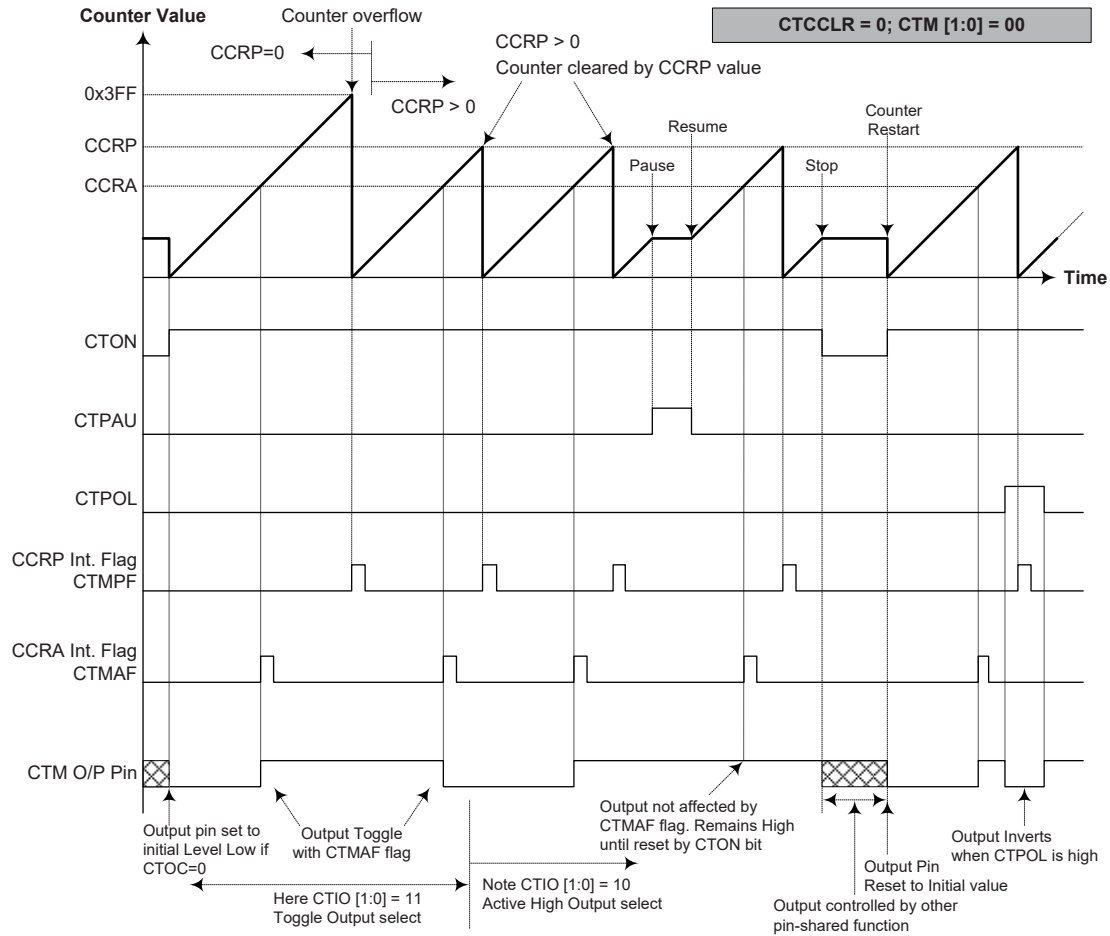 Counter Value
Counter overflow
CTCCLR = 0; CTM [1:0] = 00
CCRP=0
CCRP > 0
Counter cleared by CCRP value
CCRP > 0
0x3FF
Counter
Restart
Resume
CCRP
Pause
Stop
CCRA
Time
CTON
CTPAU
CTPOL
CCRP Int. Flag
CTMPF
CCRA Int. Flag
CTMAF
CTM O/P Pin
Output pin set to
initial Level Low if
CTOC=0
Output Toggle
with CTMAF flag
Output not affected by
CTMAF flag. Remains High
until reset by CTON bit
Output Inverts
when CTPOL is high
Output Pin
Reset to Initial value
Here CTIO [1:0] = 11
Toggle Output select
Note CTIO [1:0] = 10
Active High Output select
Output controlled by other
pin-shared function